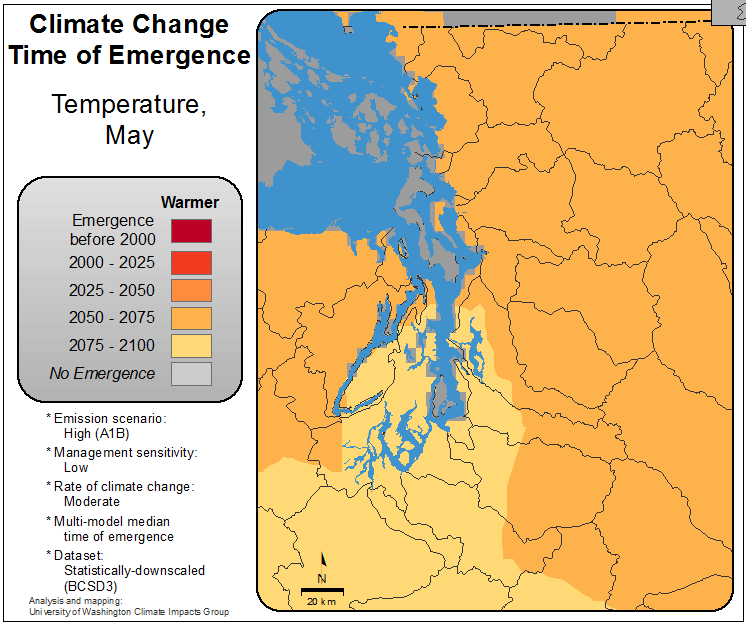 Climate Change
Time of Emergence
Temperature,
May
Warmer
Emergence
before 2000
2000 - 2025
2025 - 2050
2050 - 2075
2075 - 2100
No Emergence
* Emission scenario:
High (A1B)
* Management sensitivity:
Low
* Rate of climate change:
Moderate
* Multi-model median
time of emergence
* Dataset:
Statistically-downscaled
(BCSD3)
Analysis and mapping:
University of Washington Climate Impacts Group
N
20 km